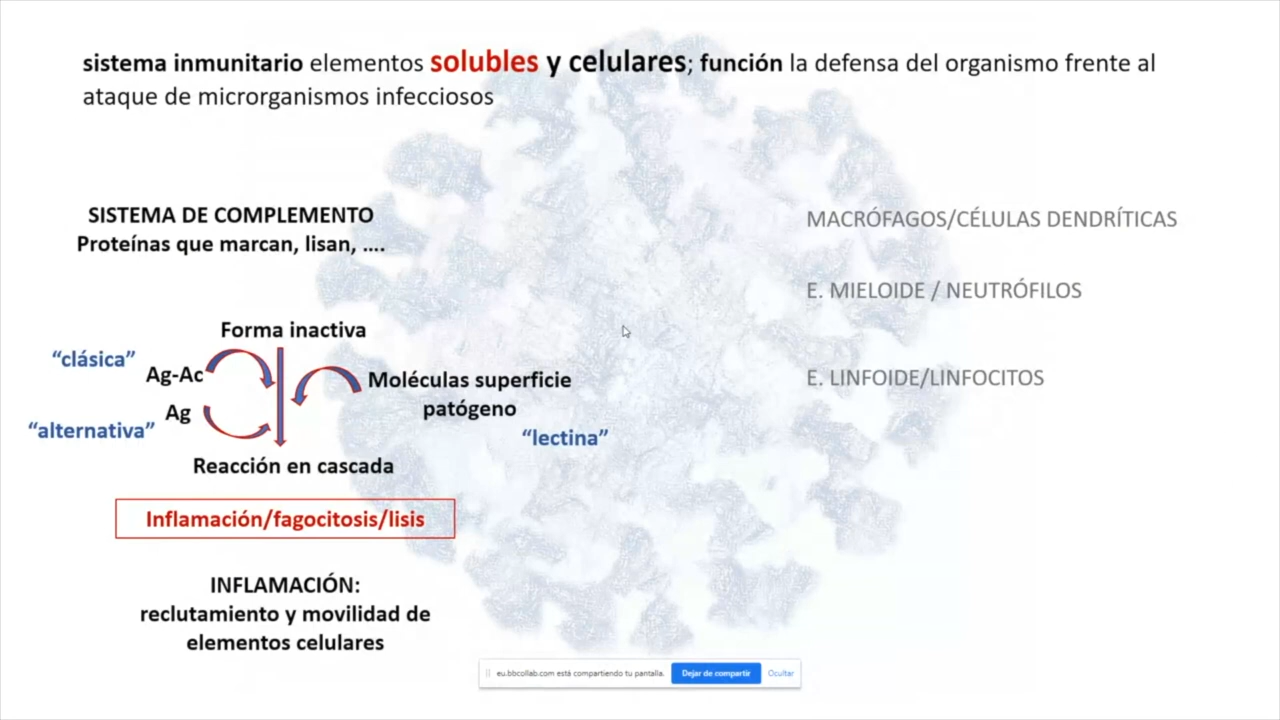 sistema inmunitario elementos solubles y celulares; función la defensa del organismo frente al
ataque de microrganismos infecciosos
SISTEMA DE COMPLEMENTO
Proteínas que marcan, lisan, ....
Forma inactiva
“clásica”
Ag-Ac
Ag
“alternativa”
Moléculas superficie
patógeno
“lectina”
Reacción en cascada
Inflamación/fagocitosis/lisis
INFLAMACIÓN:
reclutamiento y movilidad de
elementos celulares
MACRÓFAGOS/CÉLULAS DENDRÍTICAS
E. MIELOIDE / NEUTRÓFILOS
E. LINFOIDE/LINFOCITOS
eu.bbcollab.com está compartiendo tu pantalla.
Dejar de compartir
Ocultar